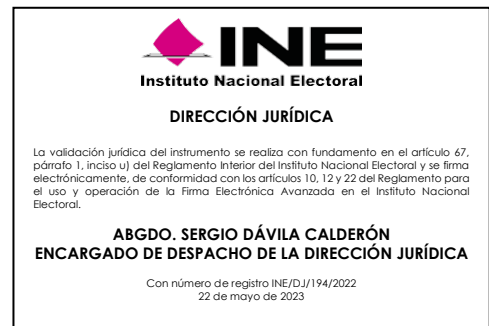 INE
Instituto Nacional Electoral
DIRECCIÓN JURÍDICA
La validación jurídica del instrumento se realiza con fundamento en el artículo 67,
párrafo 1, inciso u) del Reglamento Interior del Instituto Nacional Electoral y se firma
electrónicamente, de conformidad con los artículos 10, 12 y 22 del Reglamento para
el uso y operación de la Firma Electrónica Avanzada en el Instituto Nacional
Electoral.
ABGDO. SERGIO DÁVILA CALDERÓN
ENCARGADO DE DESPACHO DE LA DIRECCIÓN JURÍDICA
Con número de registro INE/DJ/194/2022
22 de mayo de 2023